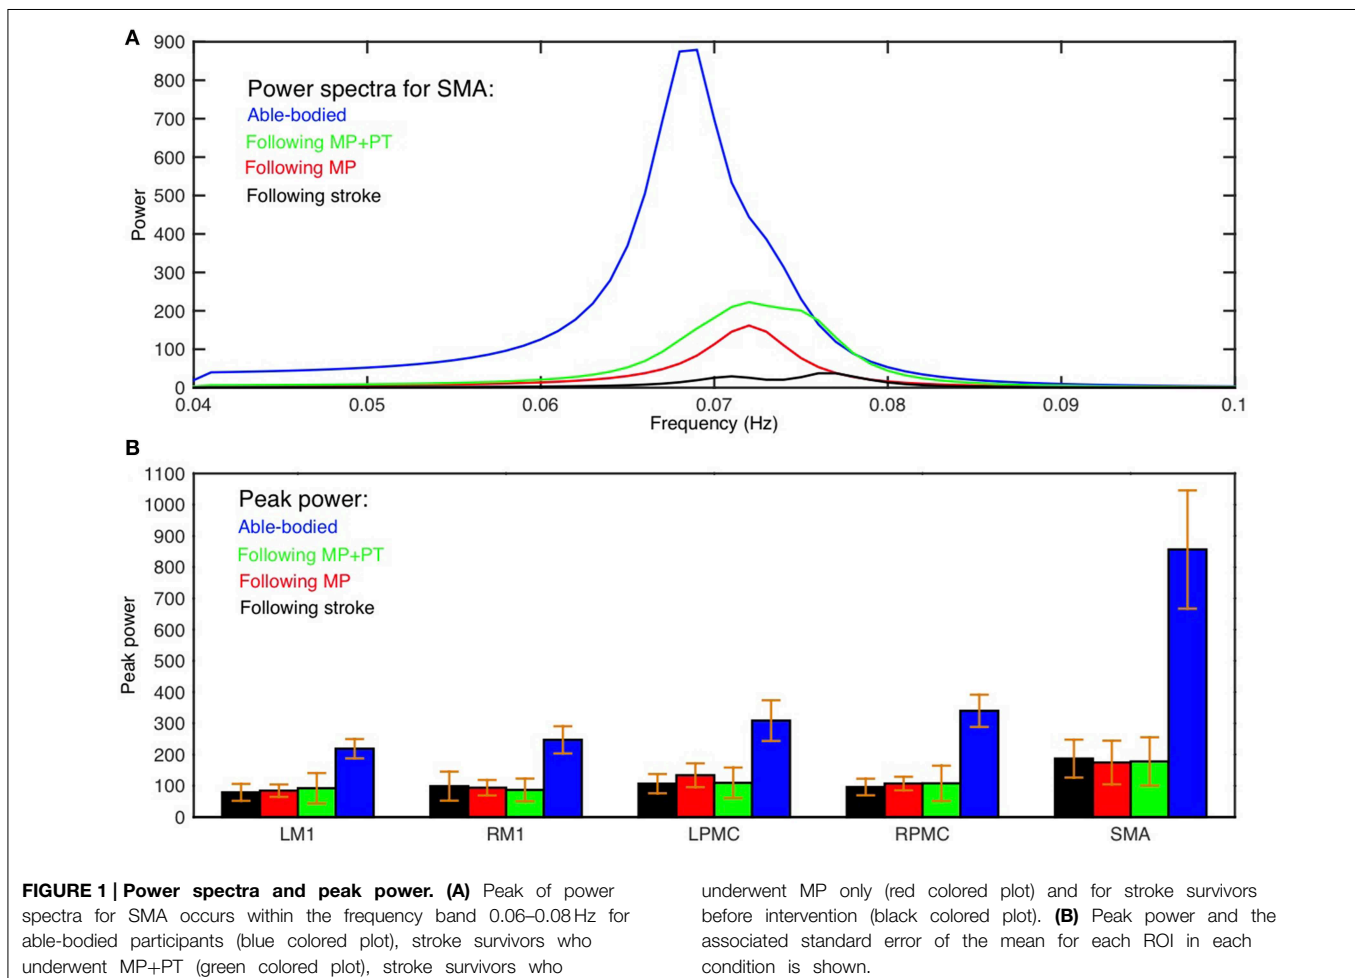 A
900
800
700
600
500
400
300
200
100
0
Power
Power spectra for SMA:
Able-bodied
Following MP+PT
Following MP
Following stroke
0.04 0.05 0.06 0.07 0.08 0.09 0.1
Frequency (Hz)
B
1100
1000
900
800
700
600
500
400
300
200
100
0
Peak power
Peak power:
Able-bodied
Following MP+PT
Following MP
Following stroke
LM1 RM1 LPMC RPMC SMA
FIGURE 1 | Power spectra and peak power. (A) Peak of power
spectra for SMA occurs within the frequency band 0.06–0.08 Hz for
able-bodied participants (blue colored plot), stroke survivors who
underwent MP+PT (green colored plot), stroke survivors who
underwent MP only (red colored plot) and for stroke survivors
before intervention (black colored plot). (B) Peak power and the
associated standard error of the mean for each ROI in each
condition is shown.